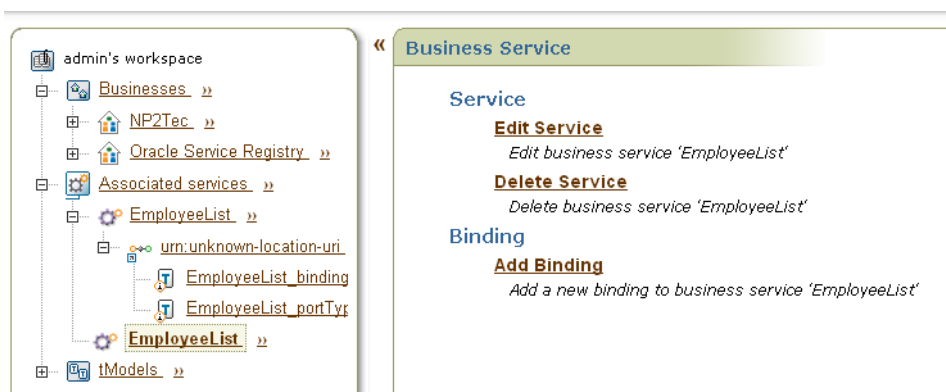 admin's workspace
Businesses »
NP2Tec »
Oracle Service Registry »
Associated services »
EmployeeList »
urn:unknown-location-uri
EmployeeList_binding
EmployeeList_portTyp
EmployeeList »
tModels »
«
Business Service
Service
Edit Service
Edit business service 'EmployeeList'
Delete Service
Delete business service 'EmployeeList'
Binding
Add Binding
Add a new binding to business service 'EmployeeList'